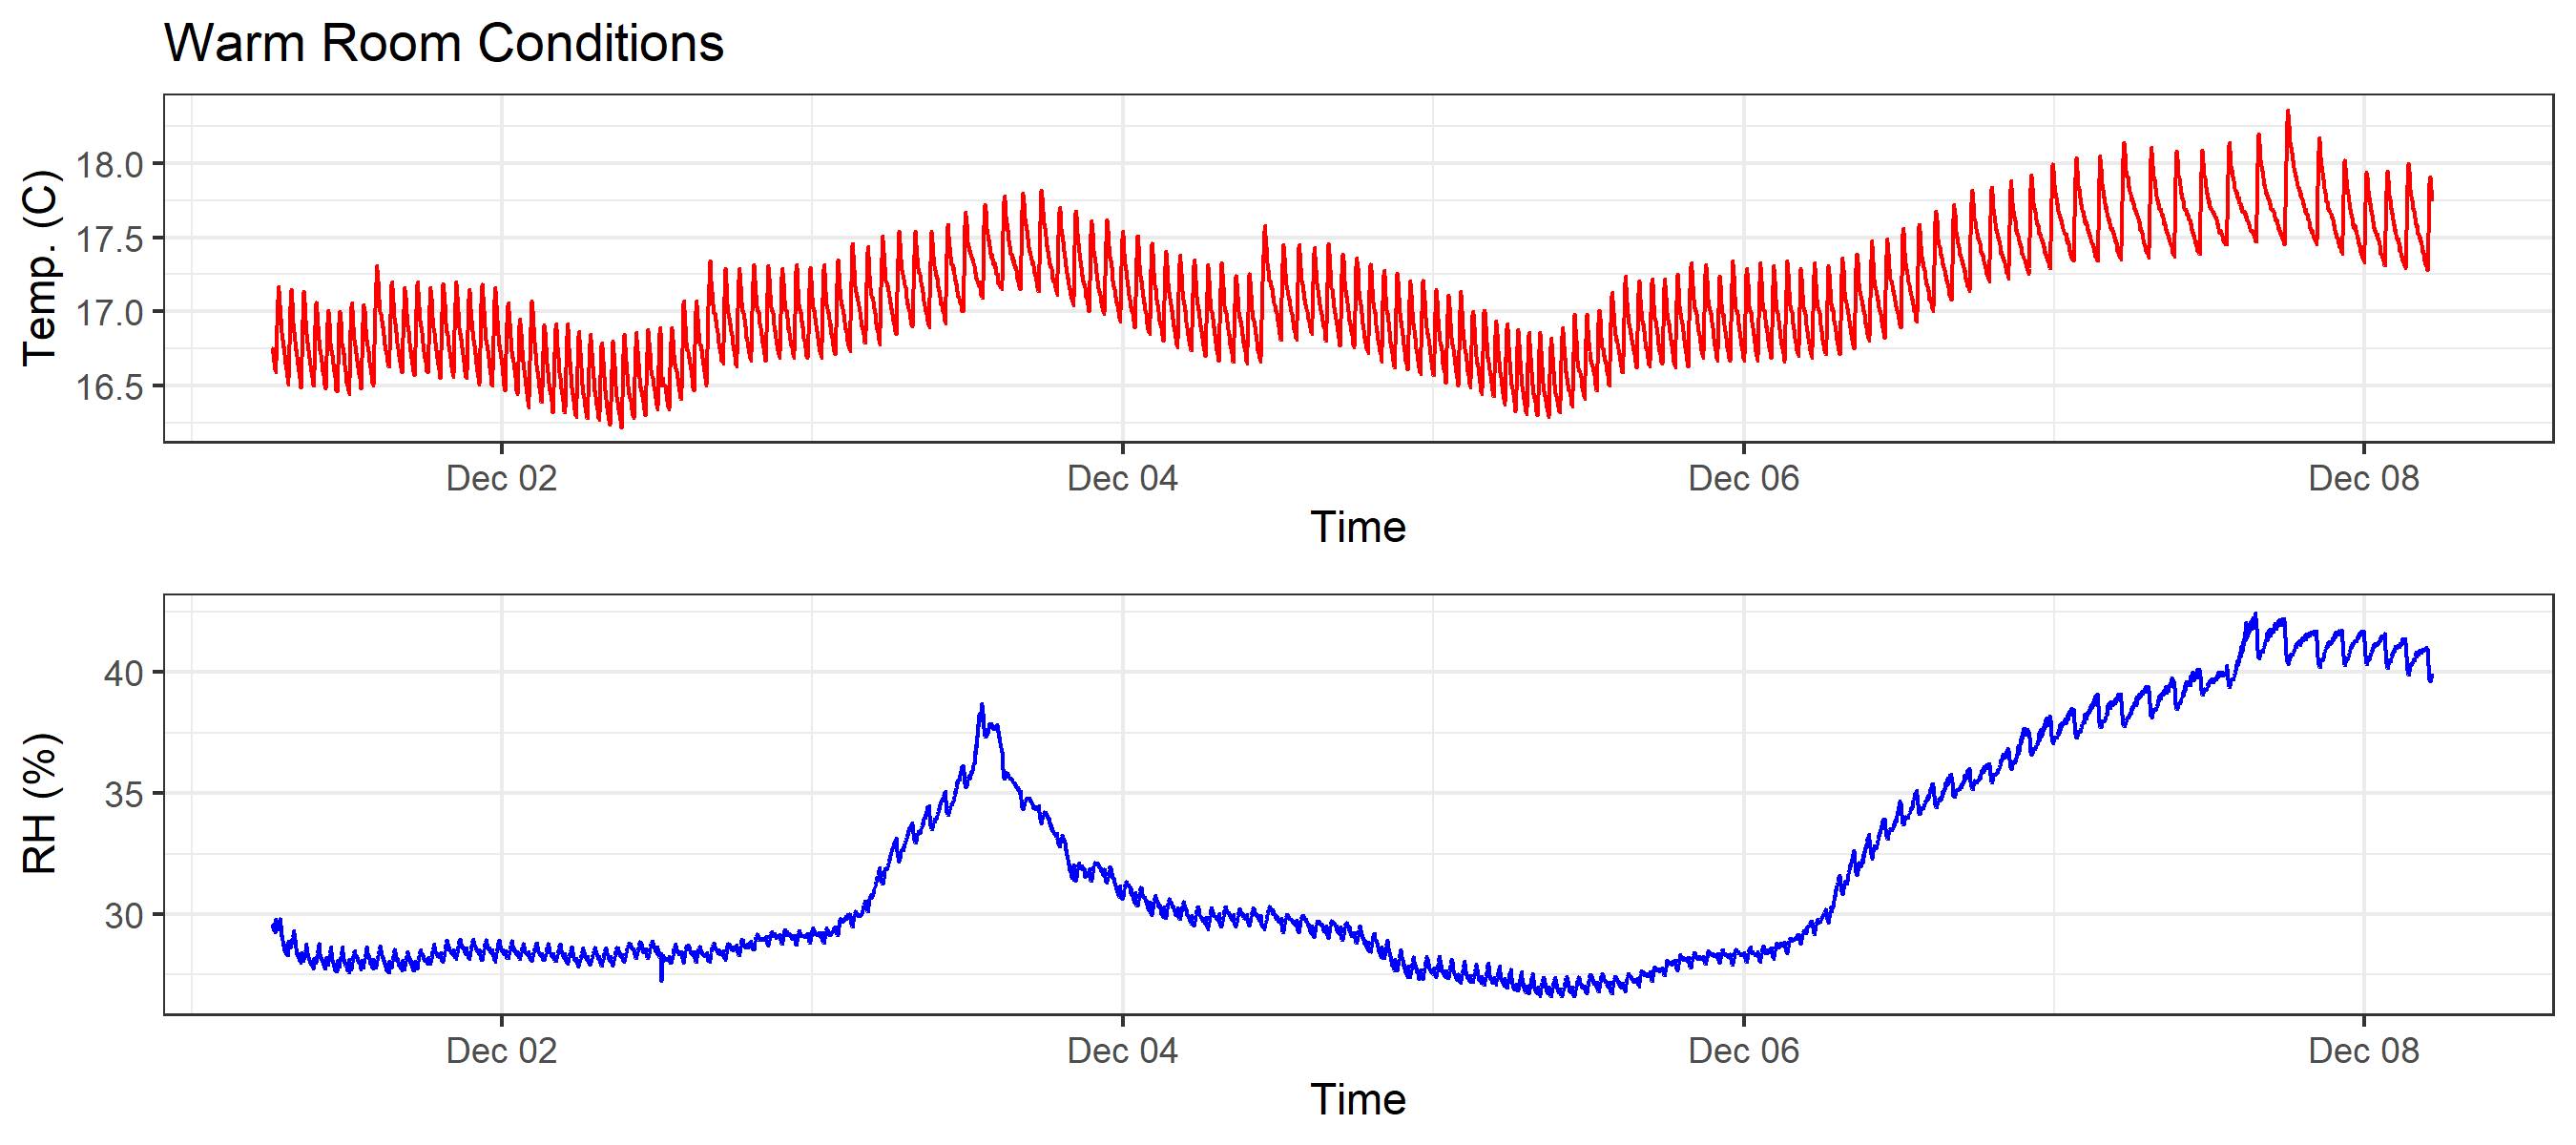 Warm Room Conditions
Temp. (C)
18.0
17.5
17.0
16.5
Dec 02 Dec 04 Dec 06 Dec 08
Time
RH (%)
40
35
30
Dec 02 Dec 04 Dec 06 Dec 08
Time